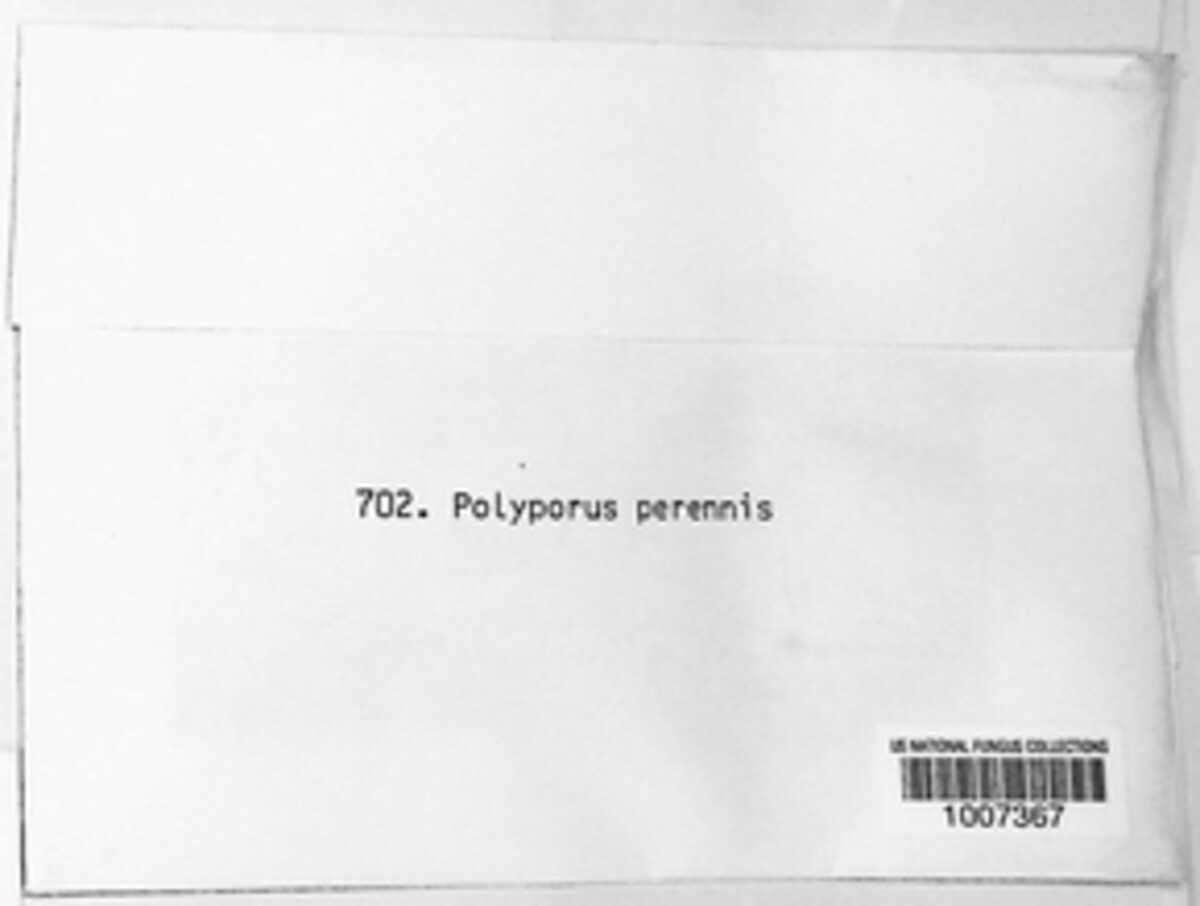 702. Polyporus perennis
US NATIONAL FUNGUS COLLECTIONS
1007367